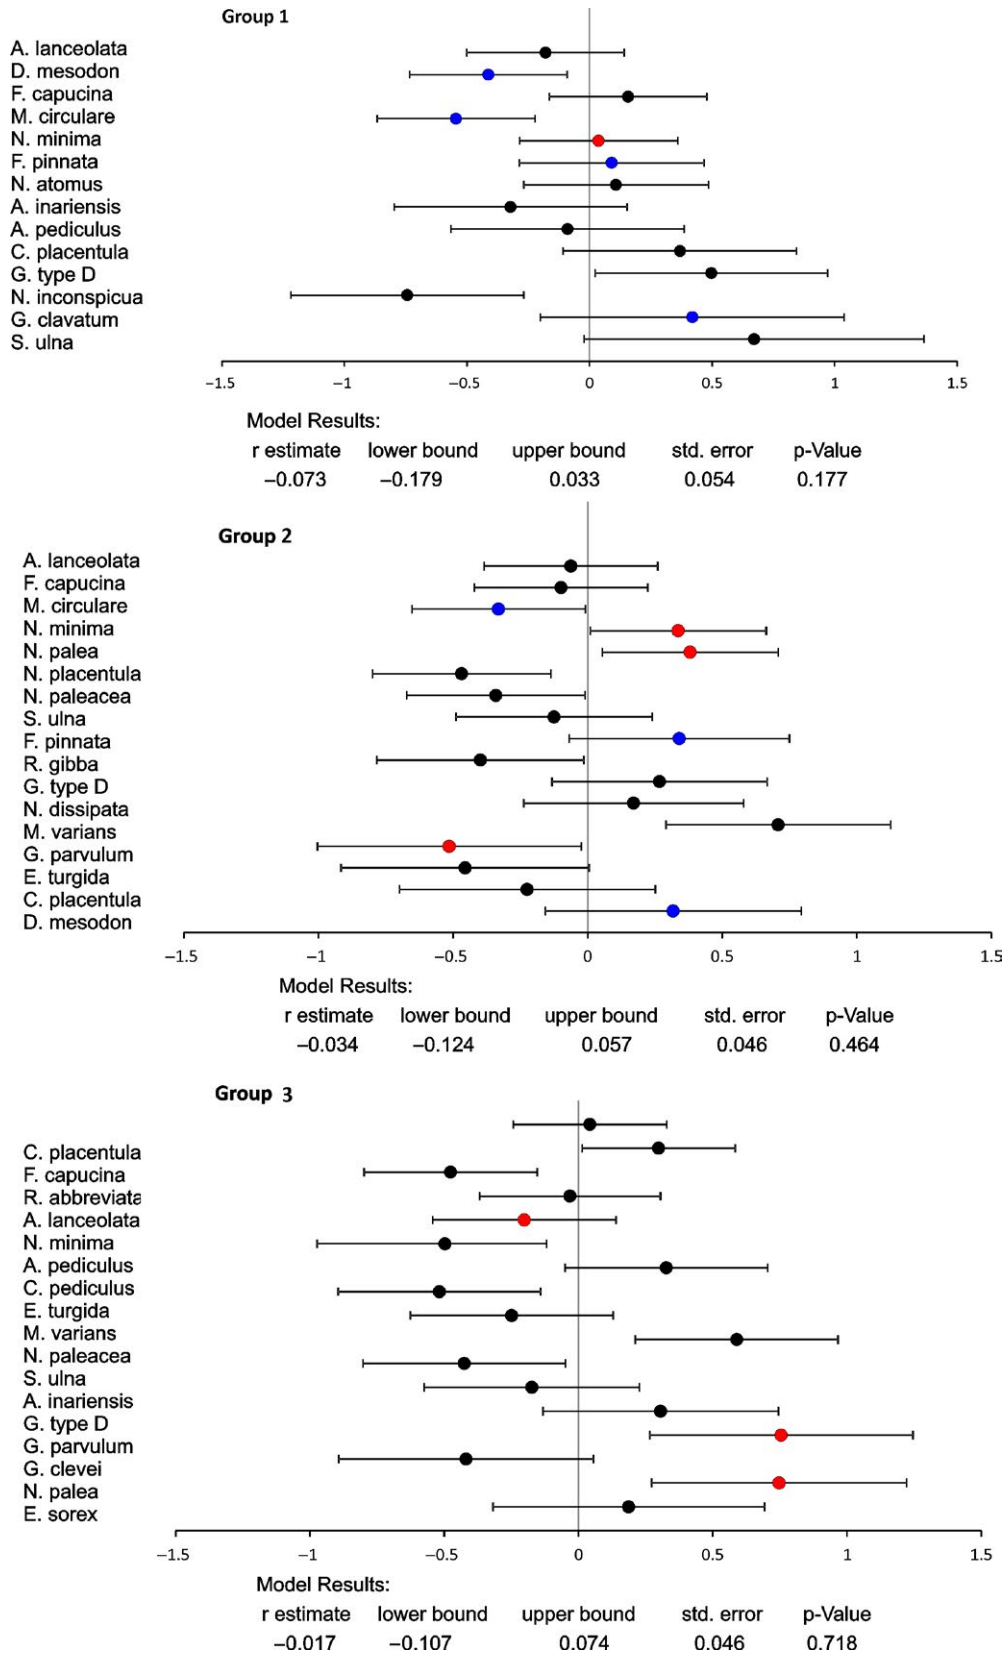 Group 1
A. lanceolata
D. mesodon
F. capucina
M. circulare
N. minima
F. pinnata
N. atomus
A. inariensis
A. pediculus
C. placentula
G. type D
N. inconspicua
G. clavatum
S. ulna
−1.5 −1 −0.5 0 0.5 1 1.5
Model Results:
r estimate lower bound upper bound std. error p-Value
−0.073 −0.179 0.033 0.054 0.177
Group 2
A. lanceolata
F. capucina
M. circulare
N. minima
N. palea
N. placentula
N. paleacea
S. ulna
F. pinnata
R. gibba
G. type D
N. dissipata
M. varians
G. parvulum
E. turgida
C. placentula
D. mesodon
−1.5 −1 −0.5 0 0.5 1 1.5
Model Results:
r estimate lower bound upper bound std. error p-Value
−0.034 −0.124 0.057 0.046 0.464
Group 3
C. placentula
F. capucina
R. abbreviata
A. lanceolata
N. minima
A. pediculus
C. pediculus
E. turgida
M. varians
N. paleacea
S. ulna
A. inariensis
G. type D
G. parvulum
G. clevei
N. palea
E. sorex
−1.5 −1 −0.5 0 0.5 1 1.5
Model Results:
r estimate lower bound upper bound std. error p-Value
−0.017 −0.107 0.074 0.046 0.718